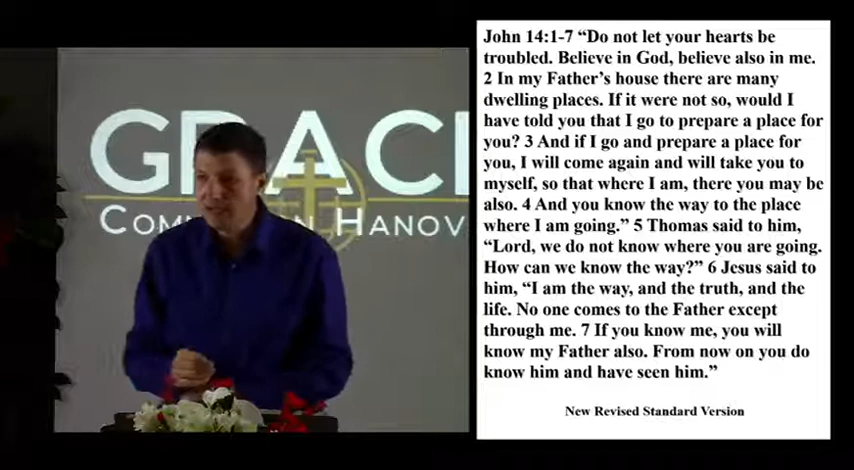 GRACE
HANOV
John 14:1-7 “Do not let your hearts be
troubled. Believe in God, believe also in me.
2 In my Father’s house there are many
dwelling places. If it were not so, would I
have told you that I go to prepare a place for
you? 3 And if I go and prepare a place for
you, I will come again and will take you to
myself, so that where I am, there you may be
also. 4 And you know the way to the place
where I am going.” 5 Thomas said to him,
“Lord, we do not know where you are going.
How can we know the way?” 6 Jesus said to
him, “I am the way, and the truth, and the
life. No one comes to the Father except
through me. 7 If you know me, you will
know my Father also. From now on you do
know him and have seen him.”
New Revised Standard Version